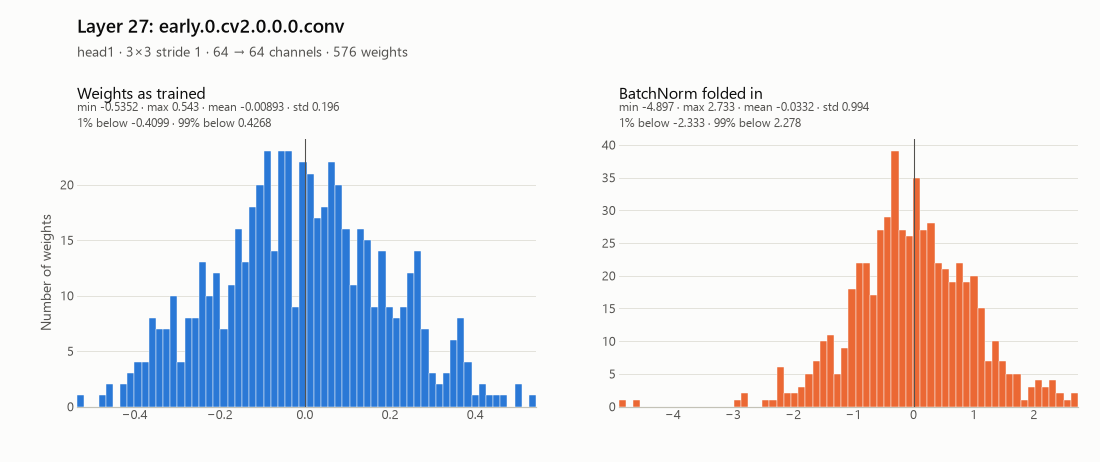 Layer 27: early.0.cv2.0.0.0.conv
head1 · 3×3 stride 1 · 64 → 64 channels · 576 weights
Weights as trained
min -0.5352 · max 0.543 · mean -0.00893 · std 0.196
1% below -0.4099 · 99% below 0.4268
Number of weights
20
15
10
5
0
−0.4
−0.2
0.0
0.2
0.4
BatchNorm folded in
min -4.897 · max 2.733 · mean -0.0332 · std 0.994
1% below -2.333 · 99% below 2.278
40
35
30
25
20
15
10
5
0
−4
−3
−2
−1
0
1
2